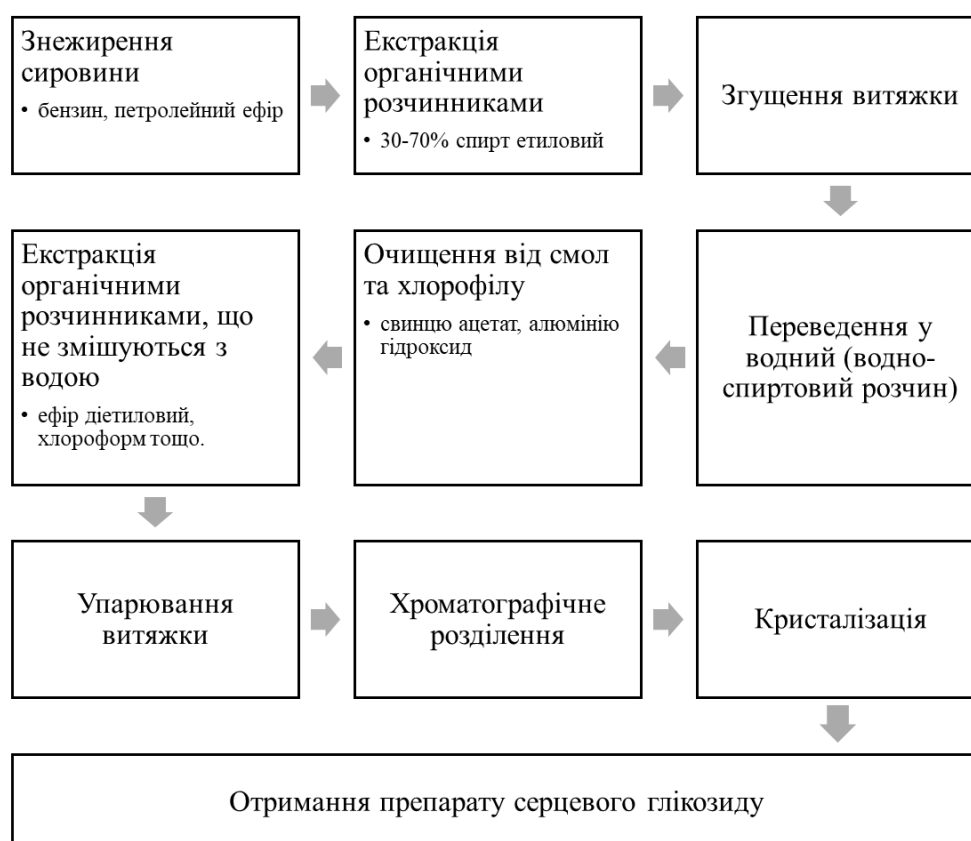 Знежирення
сировини
• бензин, петролейний ефір
Екстракція
органічними
розчинниками
• 30-70% спирт етиловий
Згущення витяжки
Переведення у
водний (водно-
спиртовий розчин)
Очищення від смол
та хлорофілу
• свинцю ацетат, алюмінію
гідроксид
Екстракція
органічними
розчинниками, що
не змішуються з
водою
• ефір діетиловий,
хлороформ тощо.
Упарювання
витяжки
Хроматографічне
розділення
Кристалізація
Отримання препарату серцевого глікозиду